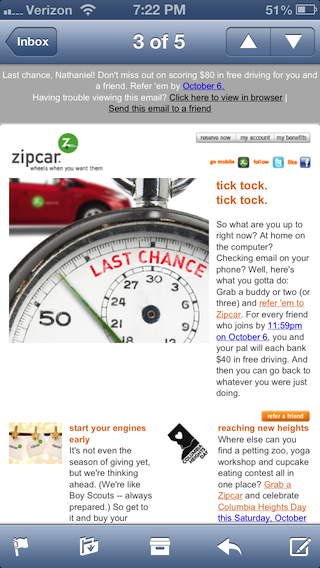 Verizon 7:22 PM 51%
Inbox 3 of 5
Last chance, Nathaniel! Don't miss out on scoring $80 in free driving for you and
a friend. Refer 'em by October 6.
Having trouble viewing this email? Click here to view in browser |
Send this email to a friend
reserve now my account my benefits
zipcar
wheels when you want them
go mobile follow like
tick tock.
tick tock.
So what are you up to
right now? At home on
the computer?
Checking email on your
phone? Well, here's
what you gotta do:
Grab a buddy or two (or
three) and refer 'em to
Zipcar. For every friend
who joins by 11:59pm
on October 6, you and
your pal will each bank
$40 in free driving. And
then you can go back to
whatever you were just
doing.
LAST CHANCE
27 30
25
50
22
20
refer a friend
start your engines
early
It's not even the
season of giving yet,
but we're thinking
ahead. (We're like
Boy Scouts -- always
prepared.) So get to
it and buy your
COLUMBIA
HEIGHTS
DAY
reaching new heights
Where else can you
find a petting zoo, yoga
workshop and cupcake
eating contest all in
one place? Grab a
Zipcar and celebrate
Columbia Heights Day
this Saturday, October